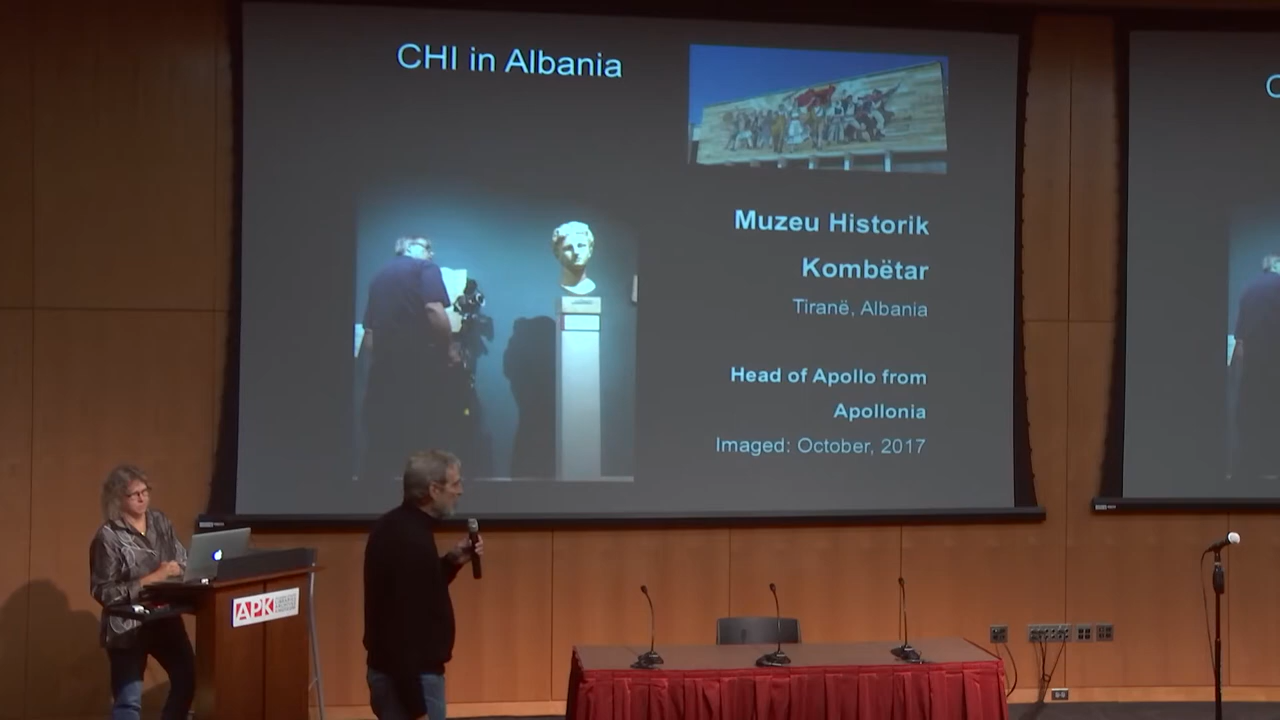 CHI in Albania
C
Muzeu Historik
Kombëtar
Tiranë, Albania
Head of Apollo from
Apollonia
Imaged: October, 2017
APK